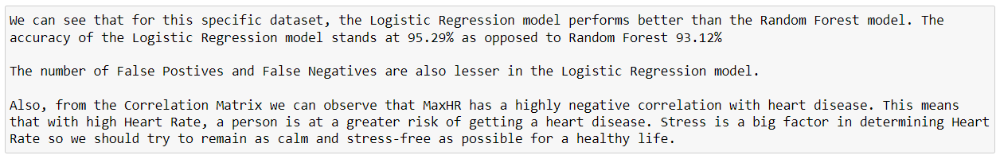 We can see that for this specific dataset, the Logistic Regression model performs better than the Random Forest model. The
accuracy of the Logistic Regression model stands at 95.29% as opposed to Random Forest 93.12%
The number of False Postives and False Negatives are also lesser in the Logistic Regression model.
Also, from the Correlation Matrix we can observe that MaxHR has a highly negative correlation with heart disease. This means
that with high Heart Rate, a person is at a greater risk of getting a heart disease. Stress is a big factor in determining Heart
Rate so we should try to remain as calm and stress-free as possible for a healthy life.